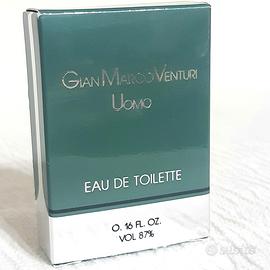 GIAN MARCO VENTURI
UOMO
EAU DE TOILETTE
0.16 FL. OZ.
VOL 87%